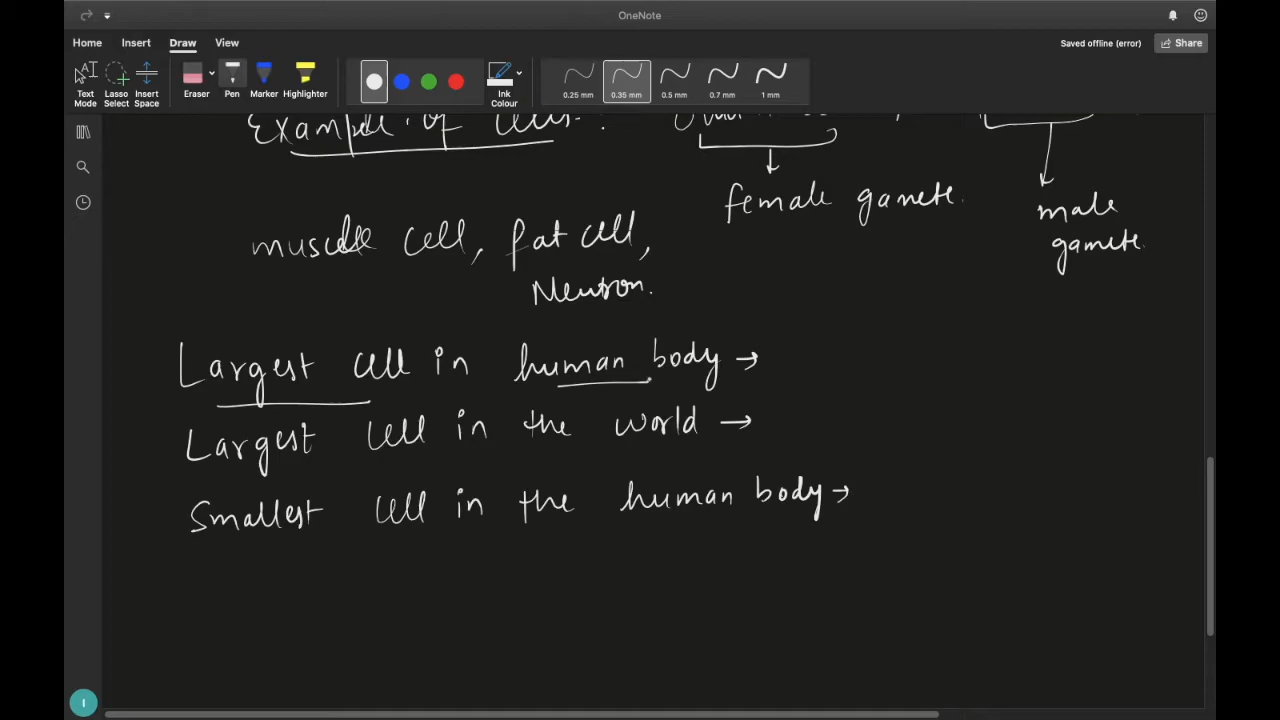 OneNote
Home Insert Draw View
Saved offline (error) Share
Text Mode
Lasso Select
Insert Space
Eraser
Pen
Marker
Highlighter
Ink Colour
0.25 mm
0.35 mm
0.5 mm
0.7 mm
1 mm
Example of cells:
female gamete.
male gamete.
muscle cell, fat cell,
Neutron.
Largest cell in human body →
Largest cell in the world →
Smallest cell in the human body →
I